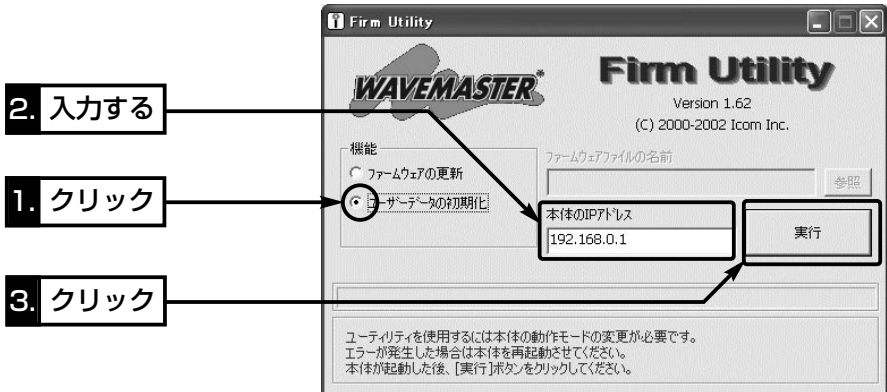 Firm Utility
WAVEMASTER
Firm Utility
Version 1.62
(C) 2000-2002 Icom Inc.
2. 入力する
機能
ファームウェアの更新
ユーザーデータの初期化
ファームウェアファイルの名前
参照
1. クリック
本体のIPアドレス
192.168.0.1
実行
3. クリック
ユーティリティを使用するには本体の動作モードの変更が必要です。
エラーが発生した場合は本体を再起動させてください。
本体が起動した後、[実行]ボタンをクリックしてください。